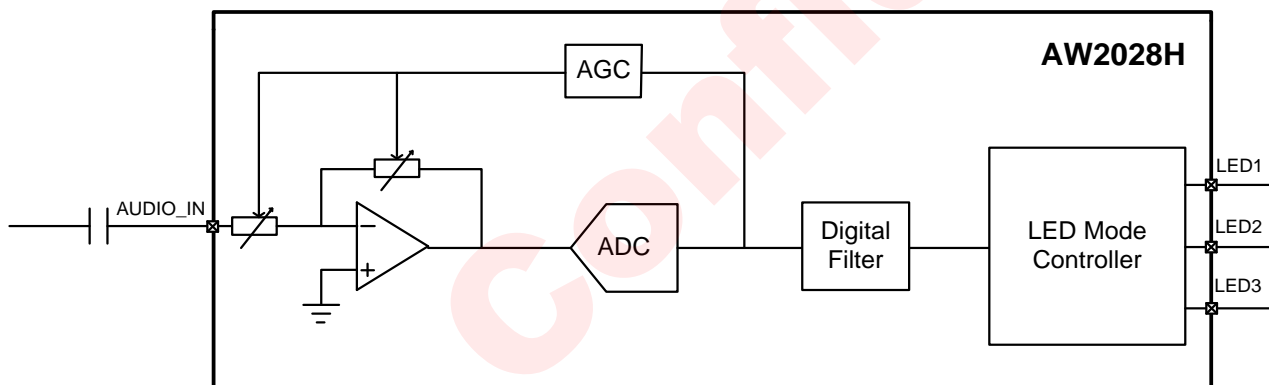 AW2028H
AGC
AUDIO_IN
ADC
Digital
Filter
LED Mode
Controller
LED1
LED2
LED3
Confi